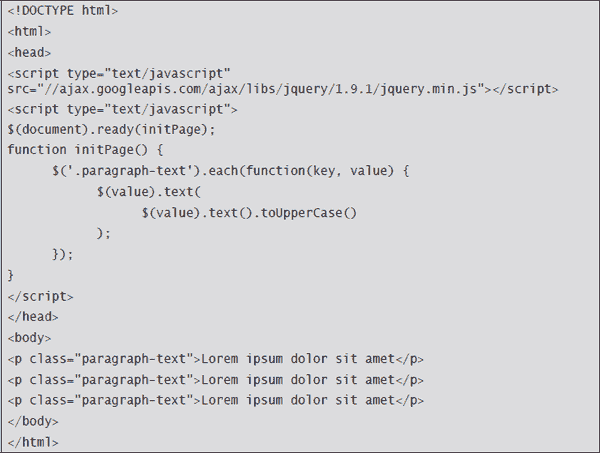 <!DOCTYPE html>
<html>
<head>
<script type="text/javascript"
src="//ajax.googleapis.com/ajax/libs/jquery/1.9.1/jquery.min.js"></script>
<script type="text/javascript">
$(document).ready(initPage);
function initPage() {
$('.paragraph-text').each(function(key, value) {
$(value).text(
$(value).text().toUpperCase()
);
});
}
</script>
</head>
<body>
<p class="paragraph-text">Lorem ipsum dolor sit amet</p>
<p class="paragraph-text">Lorem ipsum dolor sit amet</p>
<p class="paragraph-text">Lorem ipsum dolor sit amet</p>
</body>
</html>